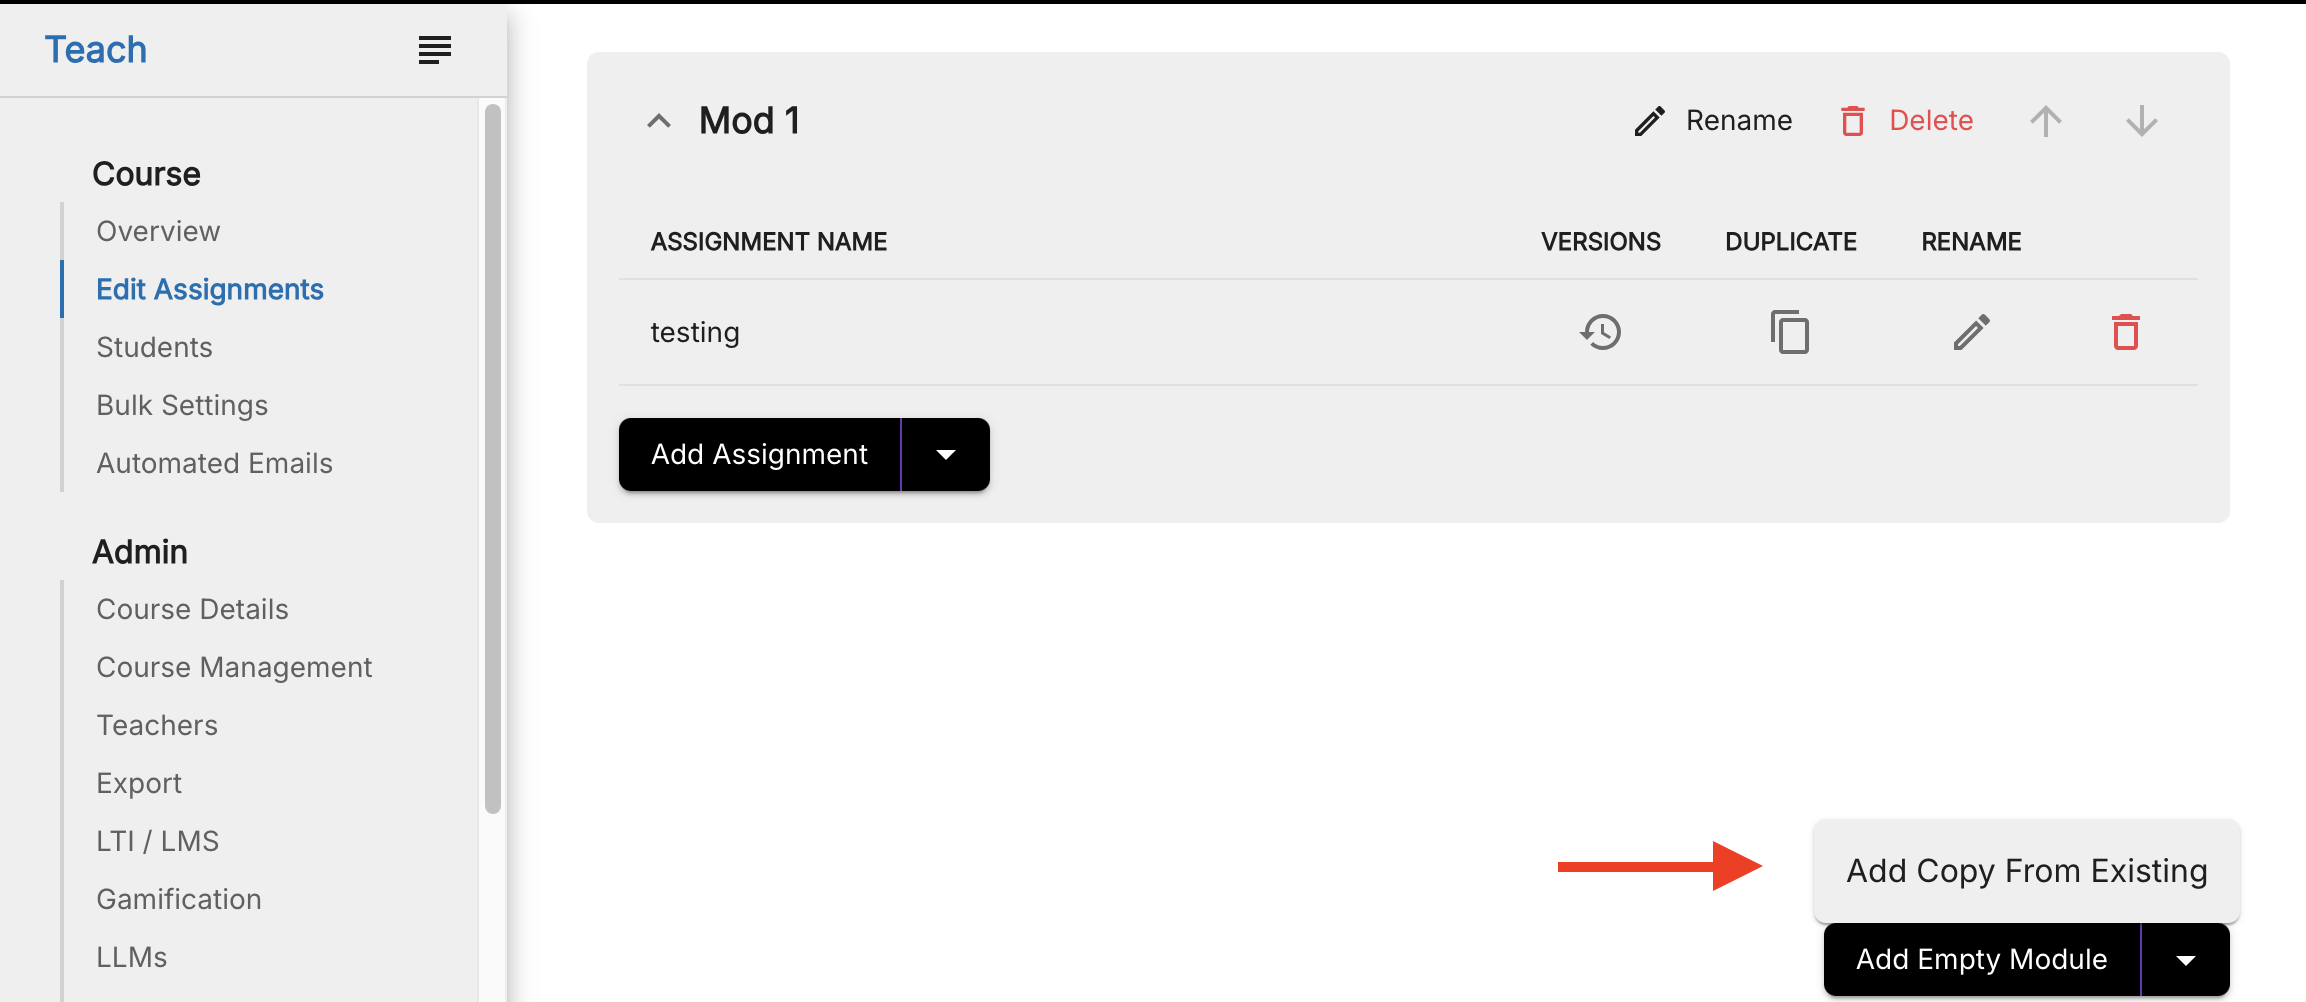 Teach
Course
Overview
Edit Assignments
Students
Bulk Settings
Automated Emails
Admin
Course Details
Course Management
Teachers
Export
LTI / LMS
Gamification
LLMs
Mod 1
Rename
Delete
ASSIGNMENT NAME VERSIONS DUPLICATE RENAME
testing
Add Assignment
Add Copy From Existing
Add Empty Module